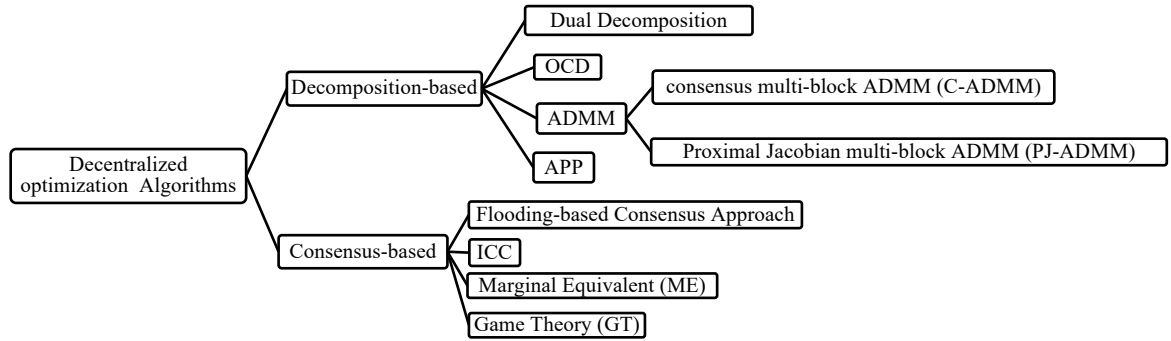 Dual Decomposition
OCD
Decomposition-based
consensus multi-block ADMM (C-ADMM)
ADMM
Proximal Jacobian multi-block ADMM (PJ-ADMM)
APP
Decentralized
optimization Algorithms
Flooding-based Consensus Approach
Consensus-based
ICC
Marginal Equivalent (ME)
Game Theory (GT)